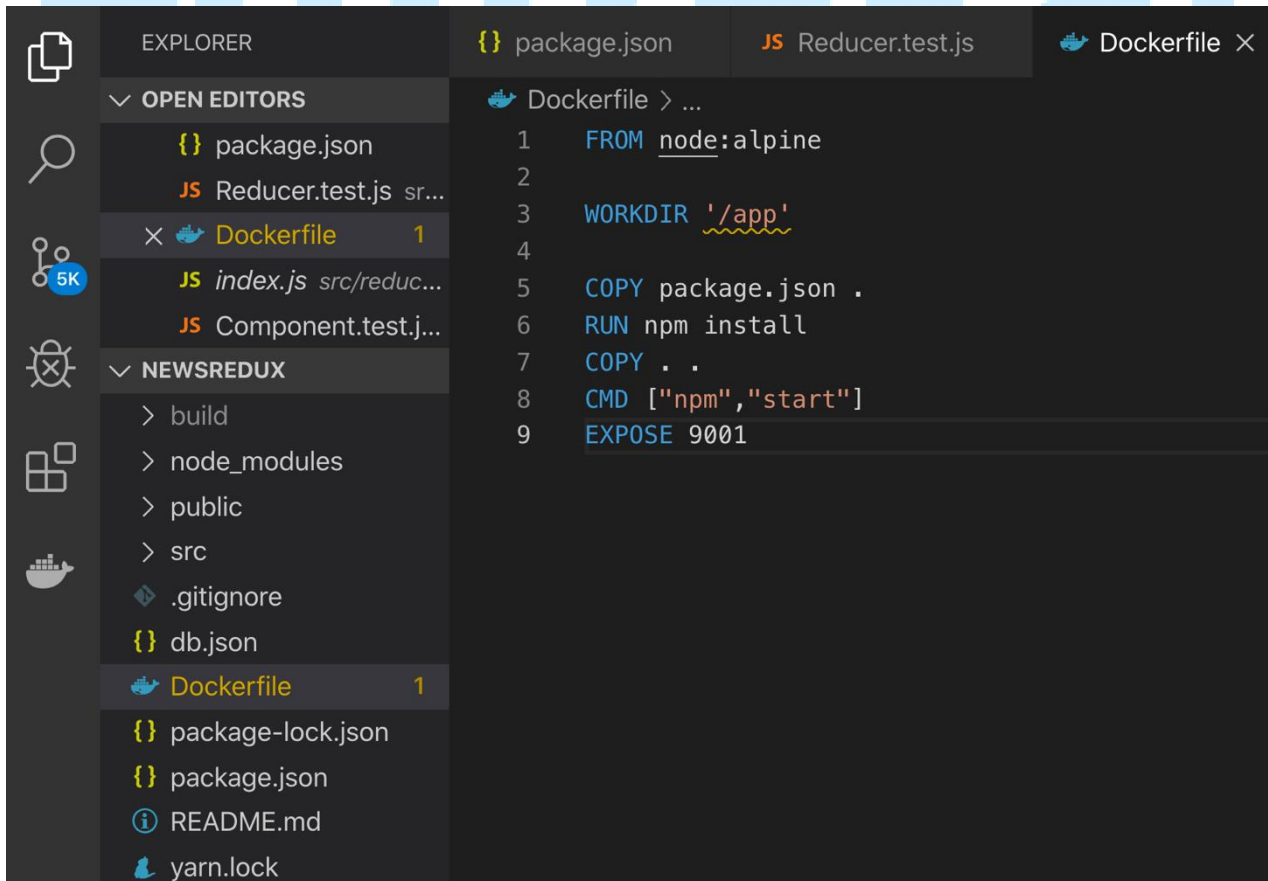 EXPLORER
OPEN EDITORS
{} package.json
JS Reducer.test.js sr...
Dockerfile 1
JS index.js src/reduc...
JS Component.test.j...
NEWSREDUX
build
node_modules
public
src
.gitignore
{} db.json
Dockerfile 1
{} package-lock.json
{} package.json
README.md
yarn.lock
5K
{} package.json
JS Reducer.test.js
Dockerfile
Dockerfile > ...
1 FROM node:alpine
2
3 WORKDIR '/app'
4
5 COPY package.json .
6 RUN npm install
7 COPY . .
8 CMD ["npm","start"]
9 EXPOSE 9001